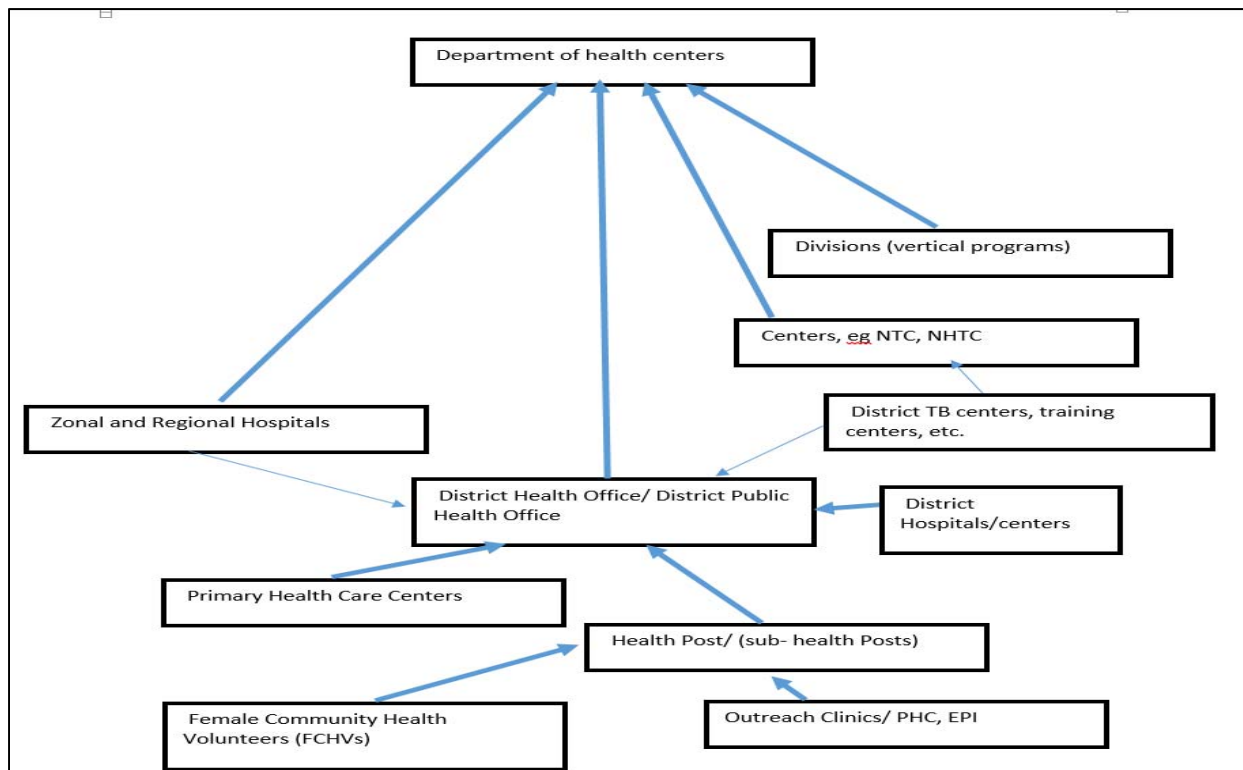 Department of health centers
Divisions (vertical programs)
Centers, eg NTC, NHTC
Zonal and Regional Hospitals
District TB centers, training
centers, etc.
District Health Office/ District Public
Health Office
District
Hospitals/centers
Primary Health Care Centers
Health Post/ (sub- health Posts)
Female Community Health
Volunteers (FCHVs)
Outreach Clinics/ PHC, EPI